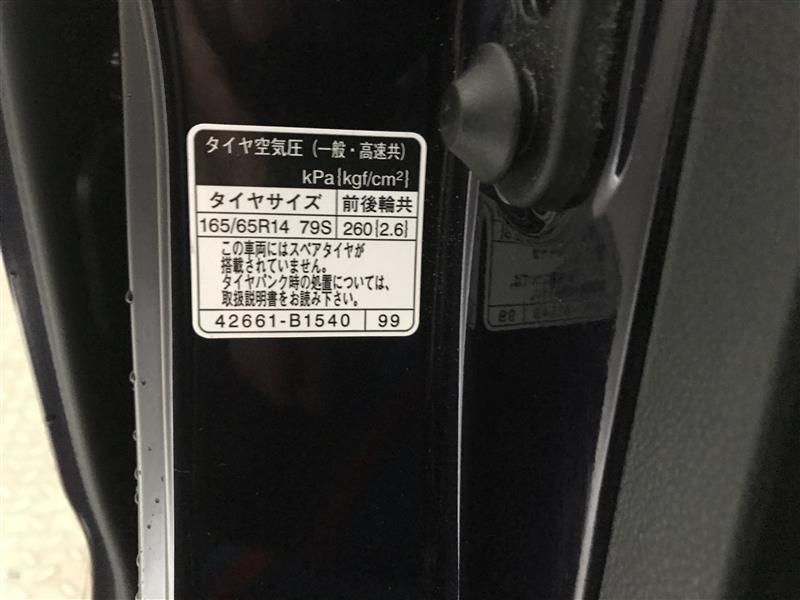 タイヤ空気圧 (一般・高速共)
kPa{kgf/cm²}
タイヤサイズ 前後輪共
165/65R14 79S 260{2.6}
この車両にはスペアタイヤが
搭載されていません。
タイヤパンク時の処置については、
取扱説明書をお読み下さい。
42661-B1540 99